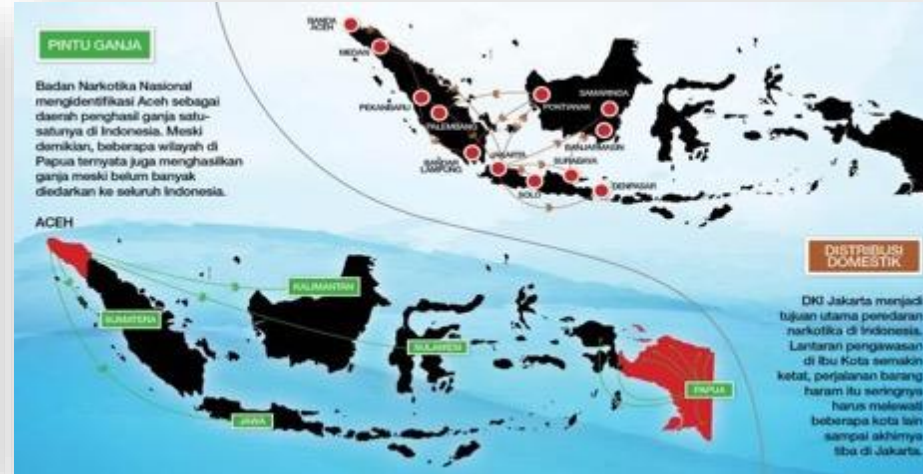 PINTU GANJA
Badan Narkotika Nasional
mengidentifikasi Aceh sebagai
daerah penghasil ganja satu-
satunya di Indonesia. Meski
demikian, beberapa wilayah di
Papua ternyata juga menghasilkan
ganja meski belum banyak
diedarkan ke seluruh Indonesia.
BANDA
ACEH
MEDAN
PEKANBARU
PALEMBANG
BANDAR
LAMPUNG
JAKARTA
SOLO
SURABAYA
DENPASAR
PONTIANAK
SAMARINDA
BANJARMASIN
ACEH
SUMATERA
KALIMANTAN
SULAWESI
JAWA
PAPUA
DISTRIBUSI
DOMESTIK
DKI Jakarta menjadi
tujuan utama peredaran
narkotika di Indonesia.
Lantaran pengawasan
di Ibu Kota semakin
ketat, perjalanan barang
haram itu seringnya
harus melewati
beberapa kota lain
sampai akhirnya
tiba di Jakarta.